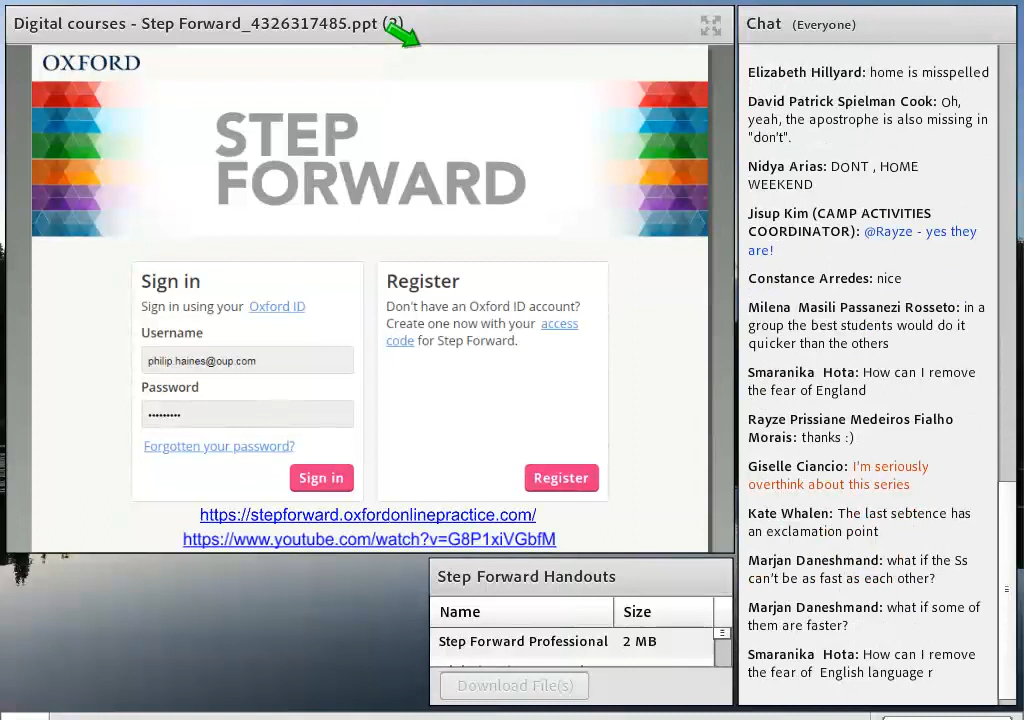 Digital courses - Step Forward_4326317485.ppt (2)
OXFORD
STEP
FORWARD
Sign in
Sign in using your Oxford ID
Username
philip.haines@oup.com
Password
•••••••••
Forgotten your password?
Sign in
Register
Don't have an Oxford ID account?
Create one now with your access
code for Step Forward.
Register
https://stepforward.oxfordonlinepractice.com/
https://www.youtube.com/watch?v=G8P1xiVGbfM
Step Forward Handouts
Name Size
Step Forward Professional 2 MB
Download File(s)
Chat (Everyone)
Elizabeth Hillyard: home is misspelled
David Patrick Spielman Cook: Oh,
yeah, the apostrophe is also missing in
"don't".
Nidya Arias: DONT , HOME
WEEKEND
Jisup Kim (CAMP ACTIVITIES
COORDINATOR): @Rayze - yes they
are!
Constance Arredes: nice
Milena Masili Passanezi Rosseto: in a
group the best students would do it
quicker than the others
Smaranika Hota: How can I remove
the fear of England
Rayze Prissiane Medeiros Fialho
Morais: thanks :)
Giselle Ciancio: I'm seriously
overthink about this series
Kate Whalen: The last sebtence has
an exclamation point
Marjan Daneshmand: what if the Ss
can't be as fast as each other?
Marjan Daneshmand: what if some of
them are faster?
Smaranika Hota: How can I remove
the fear of English language r